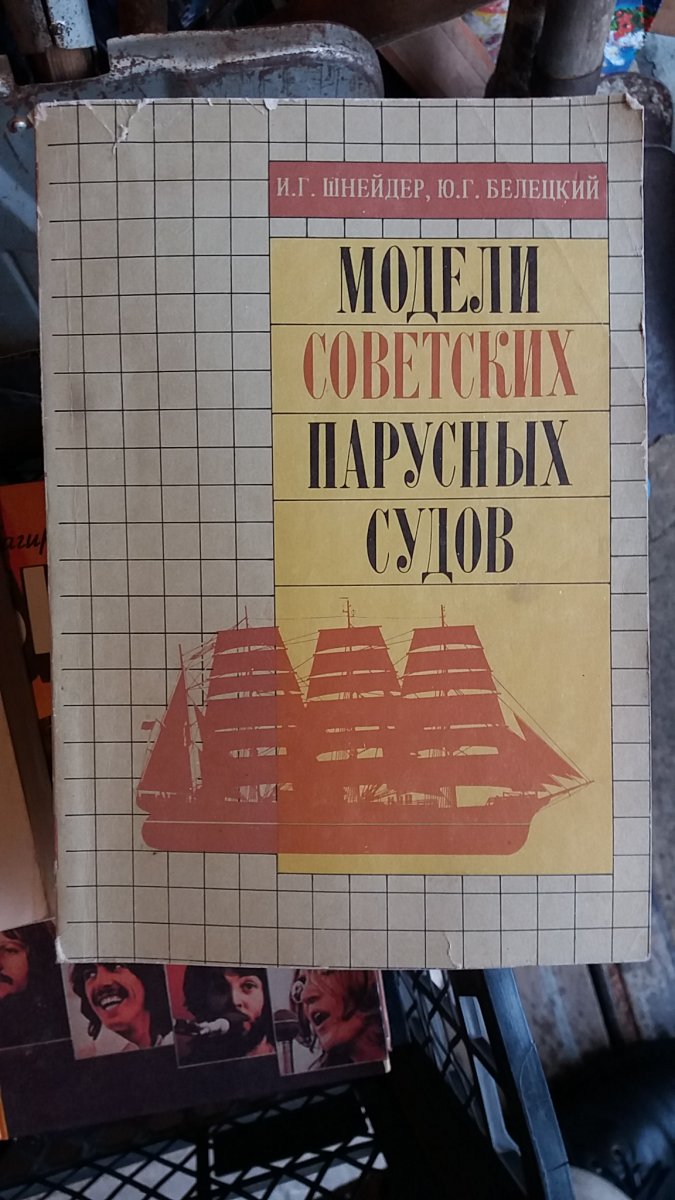 И.Г. ШНЕЙДЕР, Ю.Г. БЕЛЕЦКИЙ
МОДЕЛИ
СОВЕТСКИХ
ПАРУСНЫХ
СУДОВ